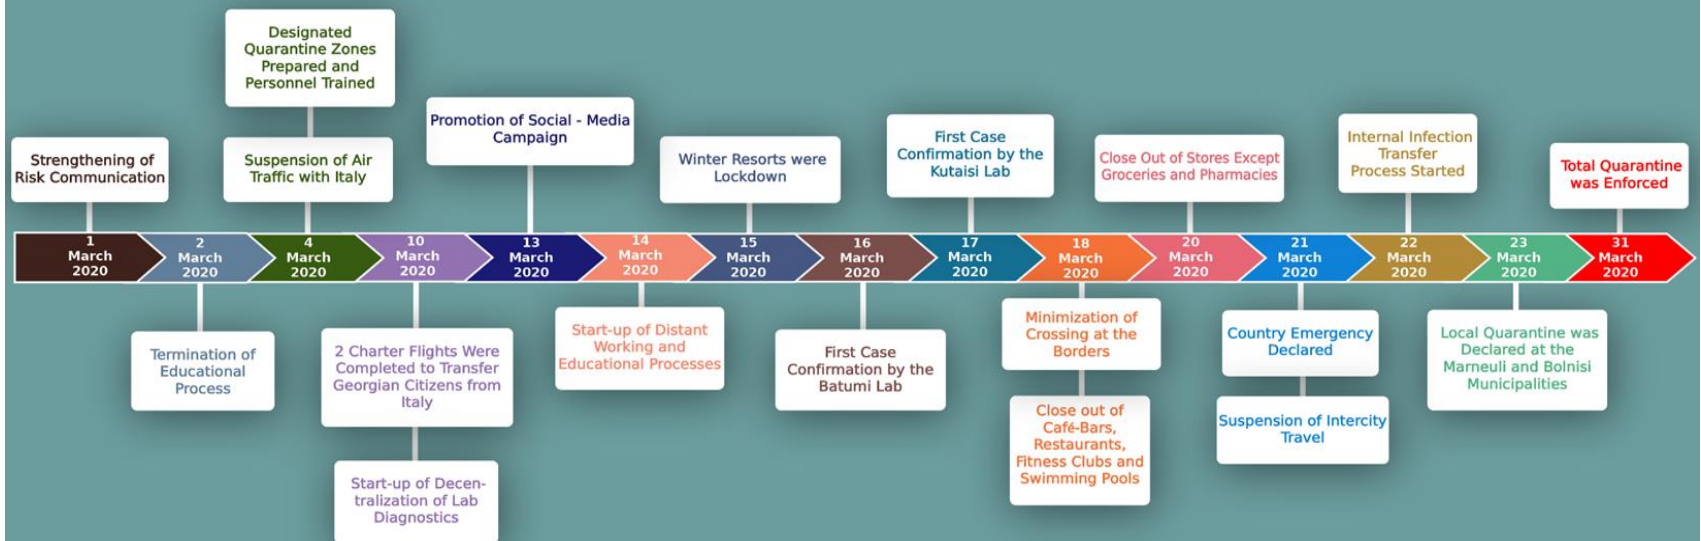 Strengthening of
Risk Communication
1
March
2020
2
March
2020
Termination of
Educational
Process
Designated
Quarantine Zones
Prepared and
Personnel Trained
Suspension of Air
Traffic with Italy
4
March
2020
10
March
2020
2 Charter Flights Were
Completed to Transfer
Georgian Citizens from
Italy
Start-up of Decen-
tralization of Lab
Diagnostics
Promotion of Social - Media
Campaign
13
March
2020
14
March
2020
Start-up of Distant
Working and
Educational Processes
Winter Resorts were
Lockdown
15
March
2020
16
March
2020
First Case
Confirmation by the
Batumi Lab
First Case
Confirmation by the
Kutaisi Lab
17
March
2020
18
March
2020
Minimization of
Crossing at the
Borders
Close out of
Café-Bars,
Restaurants,
Fitness Clubs and
Swimming Pools
Close Out of Stores Except
Groceries and Pharmacies
20
March
2020
21
March
2020
Country Emergency
Declared
Suspension of Intercity
Travel
Internal Infection
Transfer
Process Started
22
March
2020
23
March
2020
Local Quarantine was
Declared at the
Marneuli and Bolnisi
Municipalities
Total Quarantine
was Enforced
31
March
2020